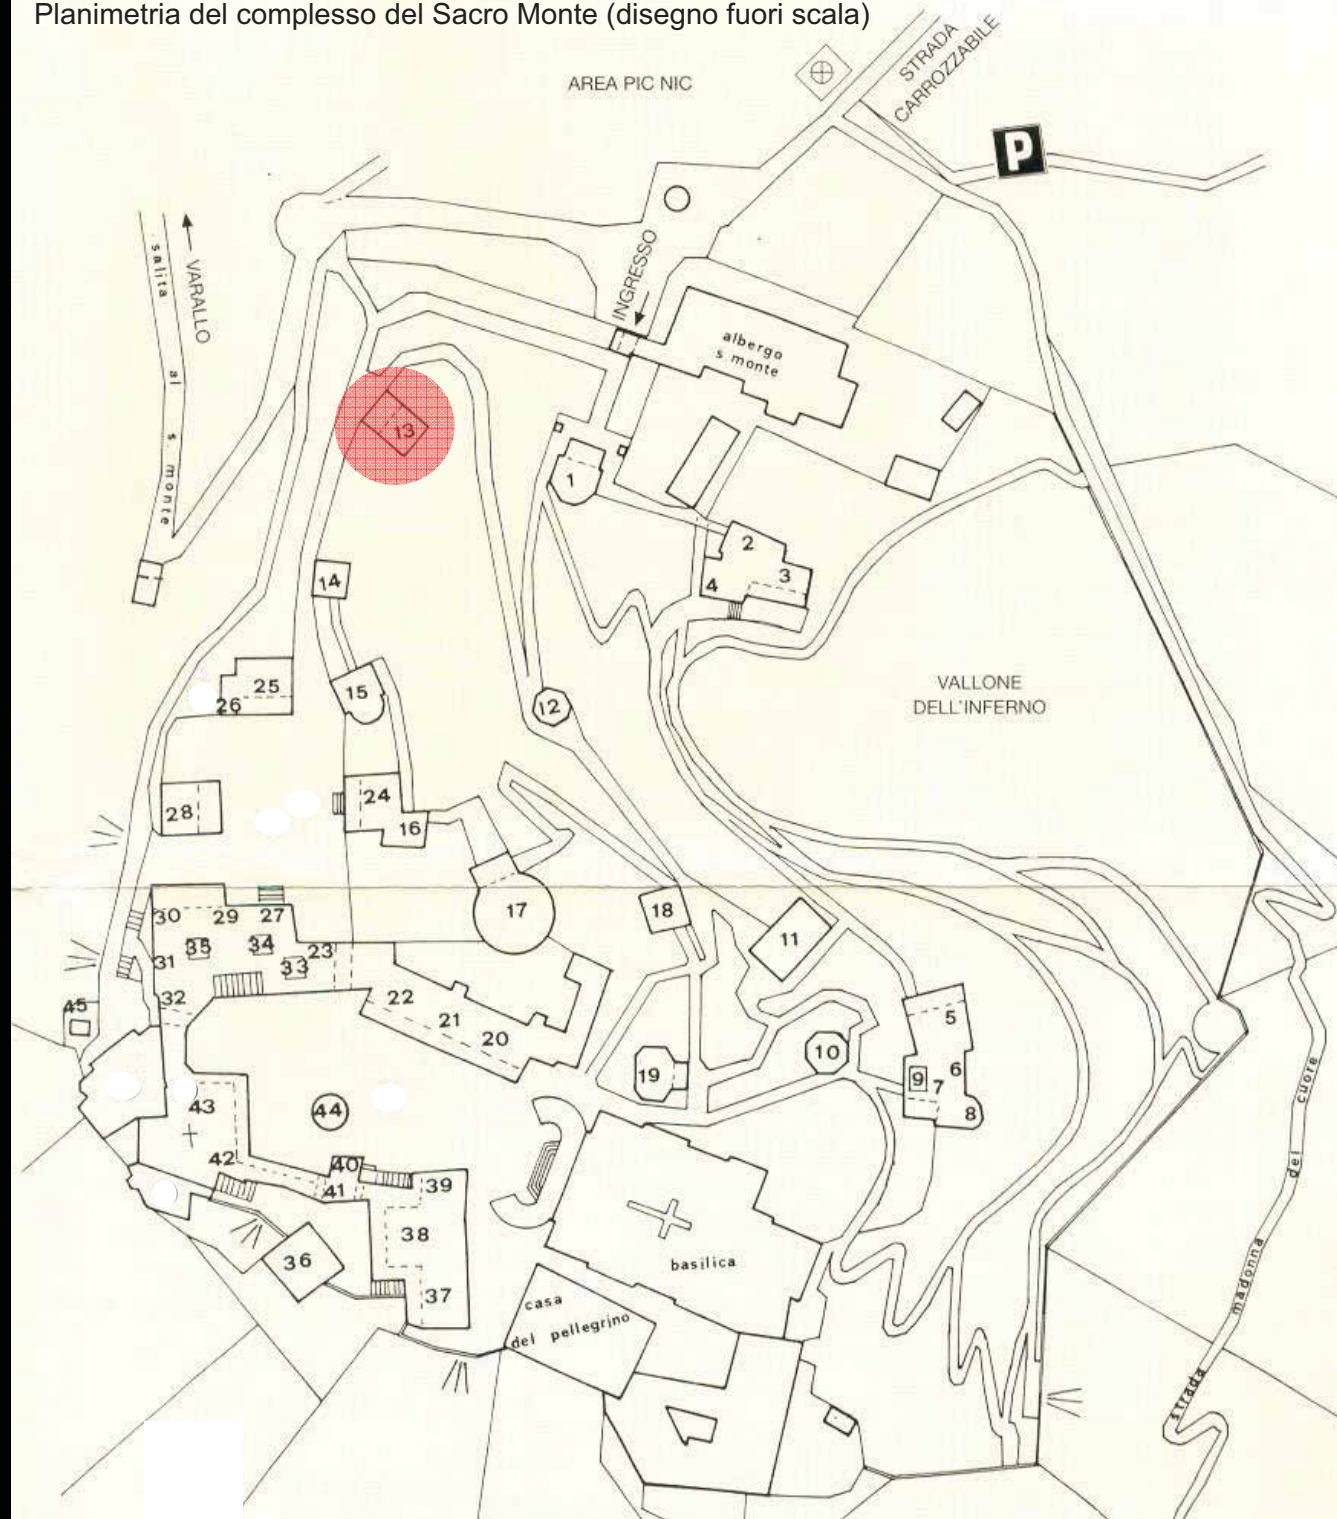 Planimetria del complesso del Sacro Monte (disegno fuori scala)
AREA PIC NIC
STRADA
CARROZZABILE
P
VARALLO
salita al s. monte
INGRESSO
albergo
s monte
13
1
2
3
4
14
15
12
25
26
VALLONE
DELL'INFERNO
28
24
16
17
18
11
30
29
27
35
34
33
23
31
32
22
21
20
45
19
10
5
6
9
7
8
43
44
42
40
41
39
38
37
36
basilica
casa
del pellegrino
strada madonna del cuore